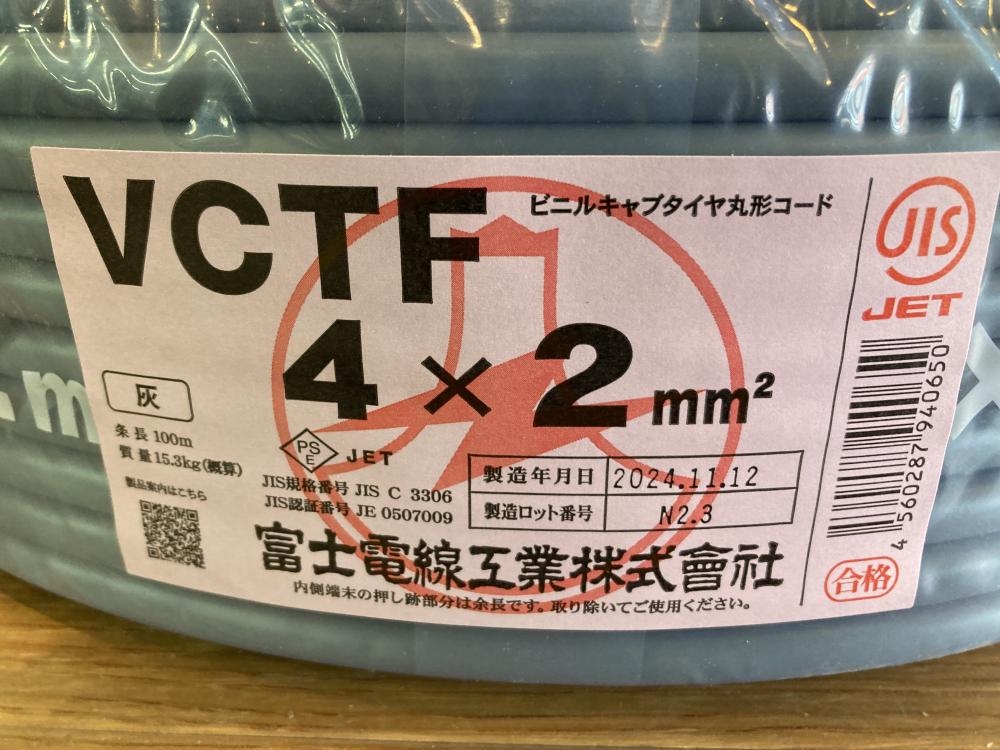 VCTF
ビニルキャブタイヤ丸形コード
JIS
JET
4×2mm²
灰
条長 100m
質量 15.3kg(概算)
製品案内はこちら
PS
E
JET
JIS規格番号 JIS C 3306
JIS認証番号 JE 0507009
製造年月日 2024.11.12
製造ロット番号 N2.3
富士電線工業株式會社
内側端末の押し跡部分は余長です。取り除いてご使用ください。
4 560287 940650
合格